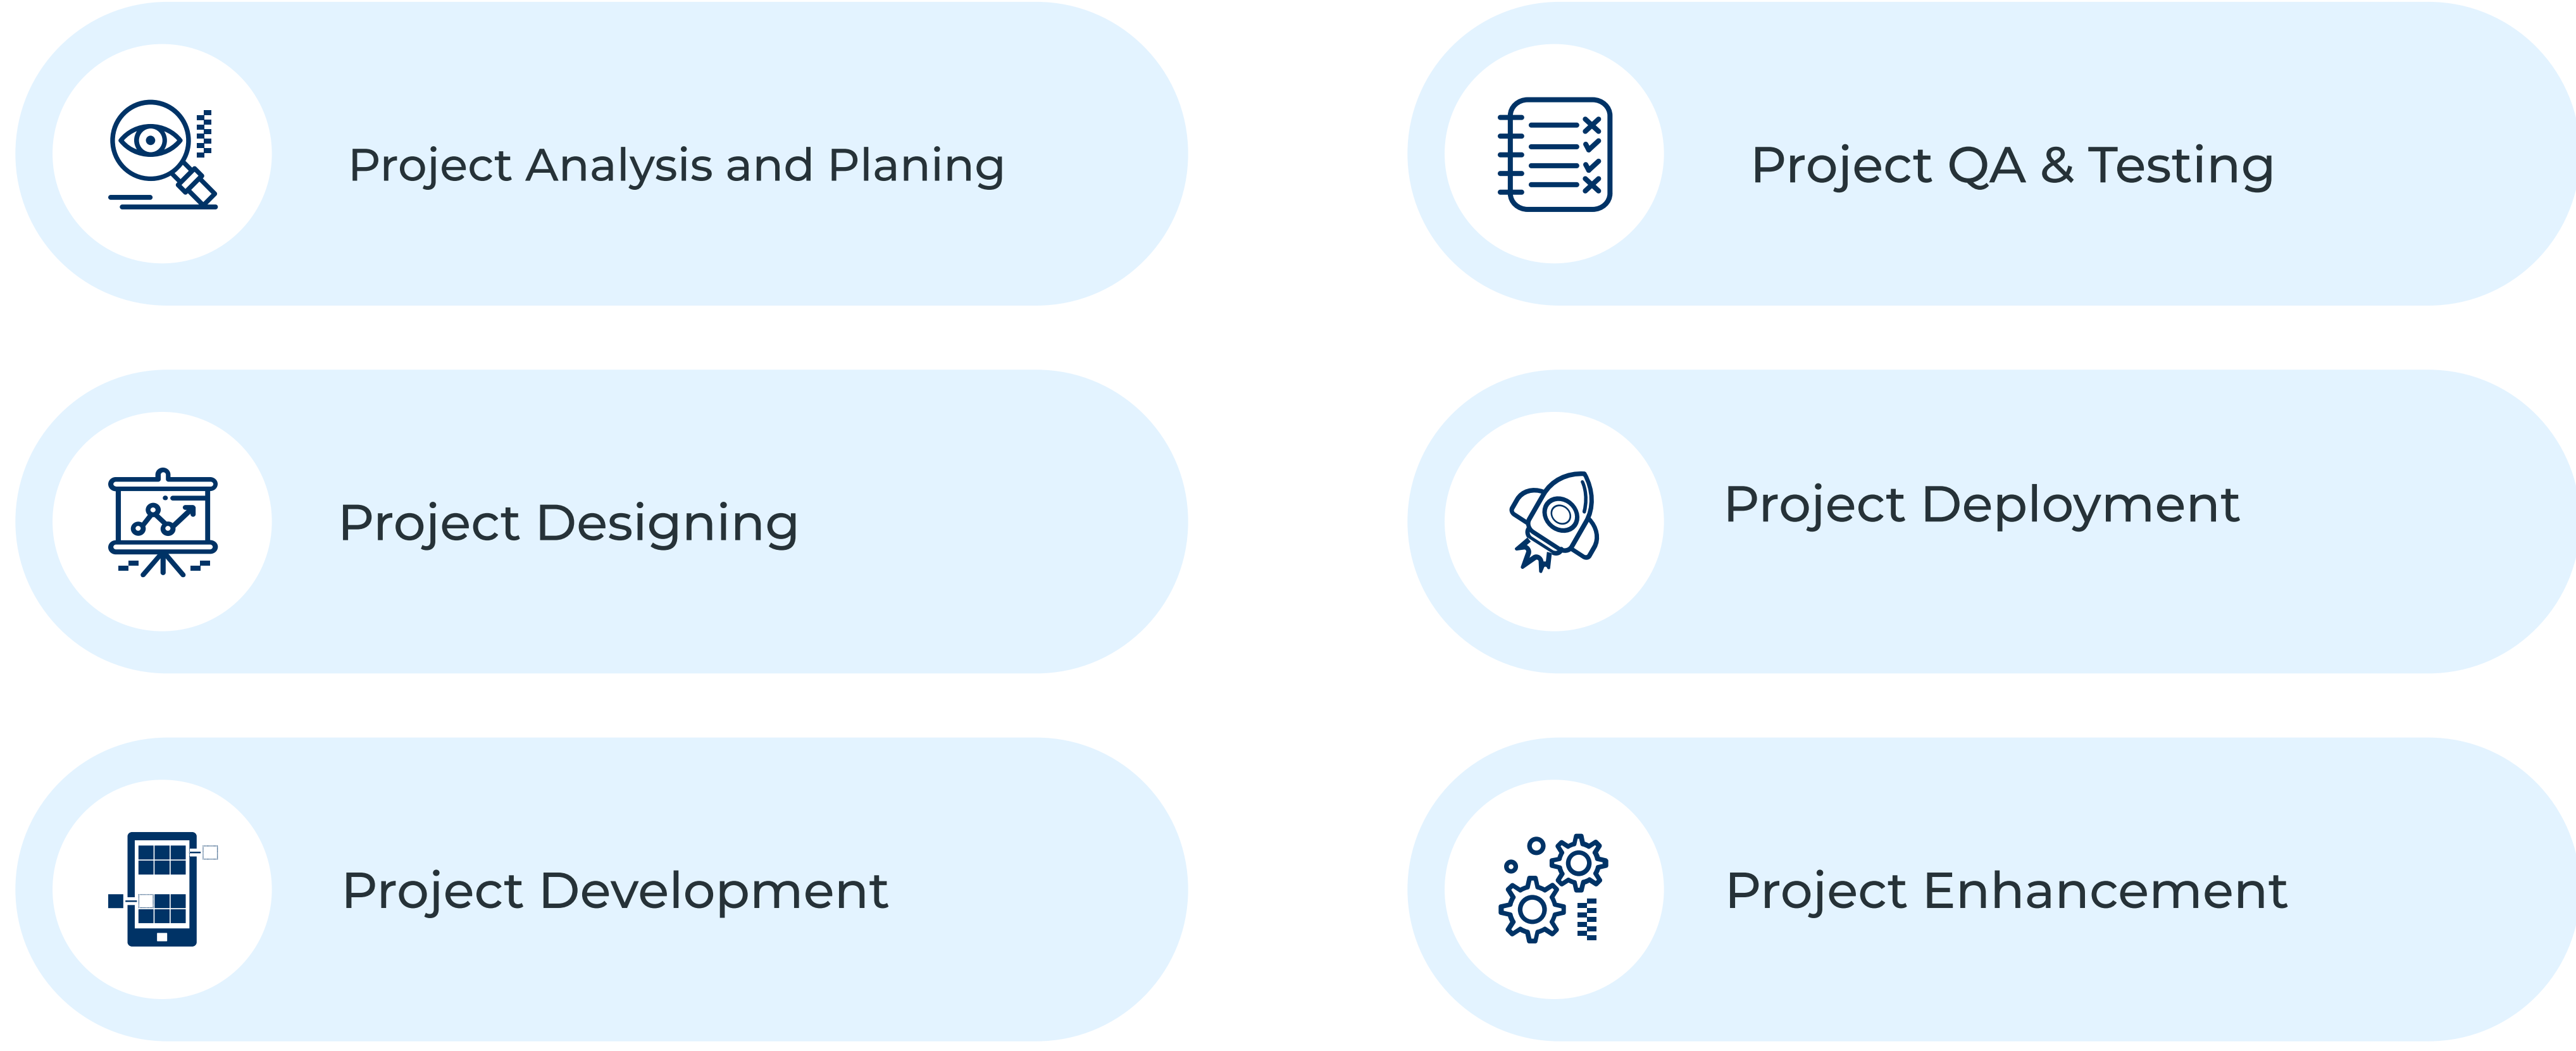 Project Analysis and Planing
Project Designing
Project Development
Project QA & Testing
Project Deployment
Project Enhancement